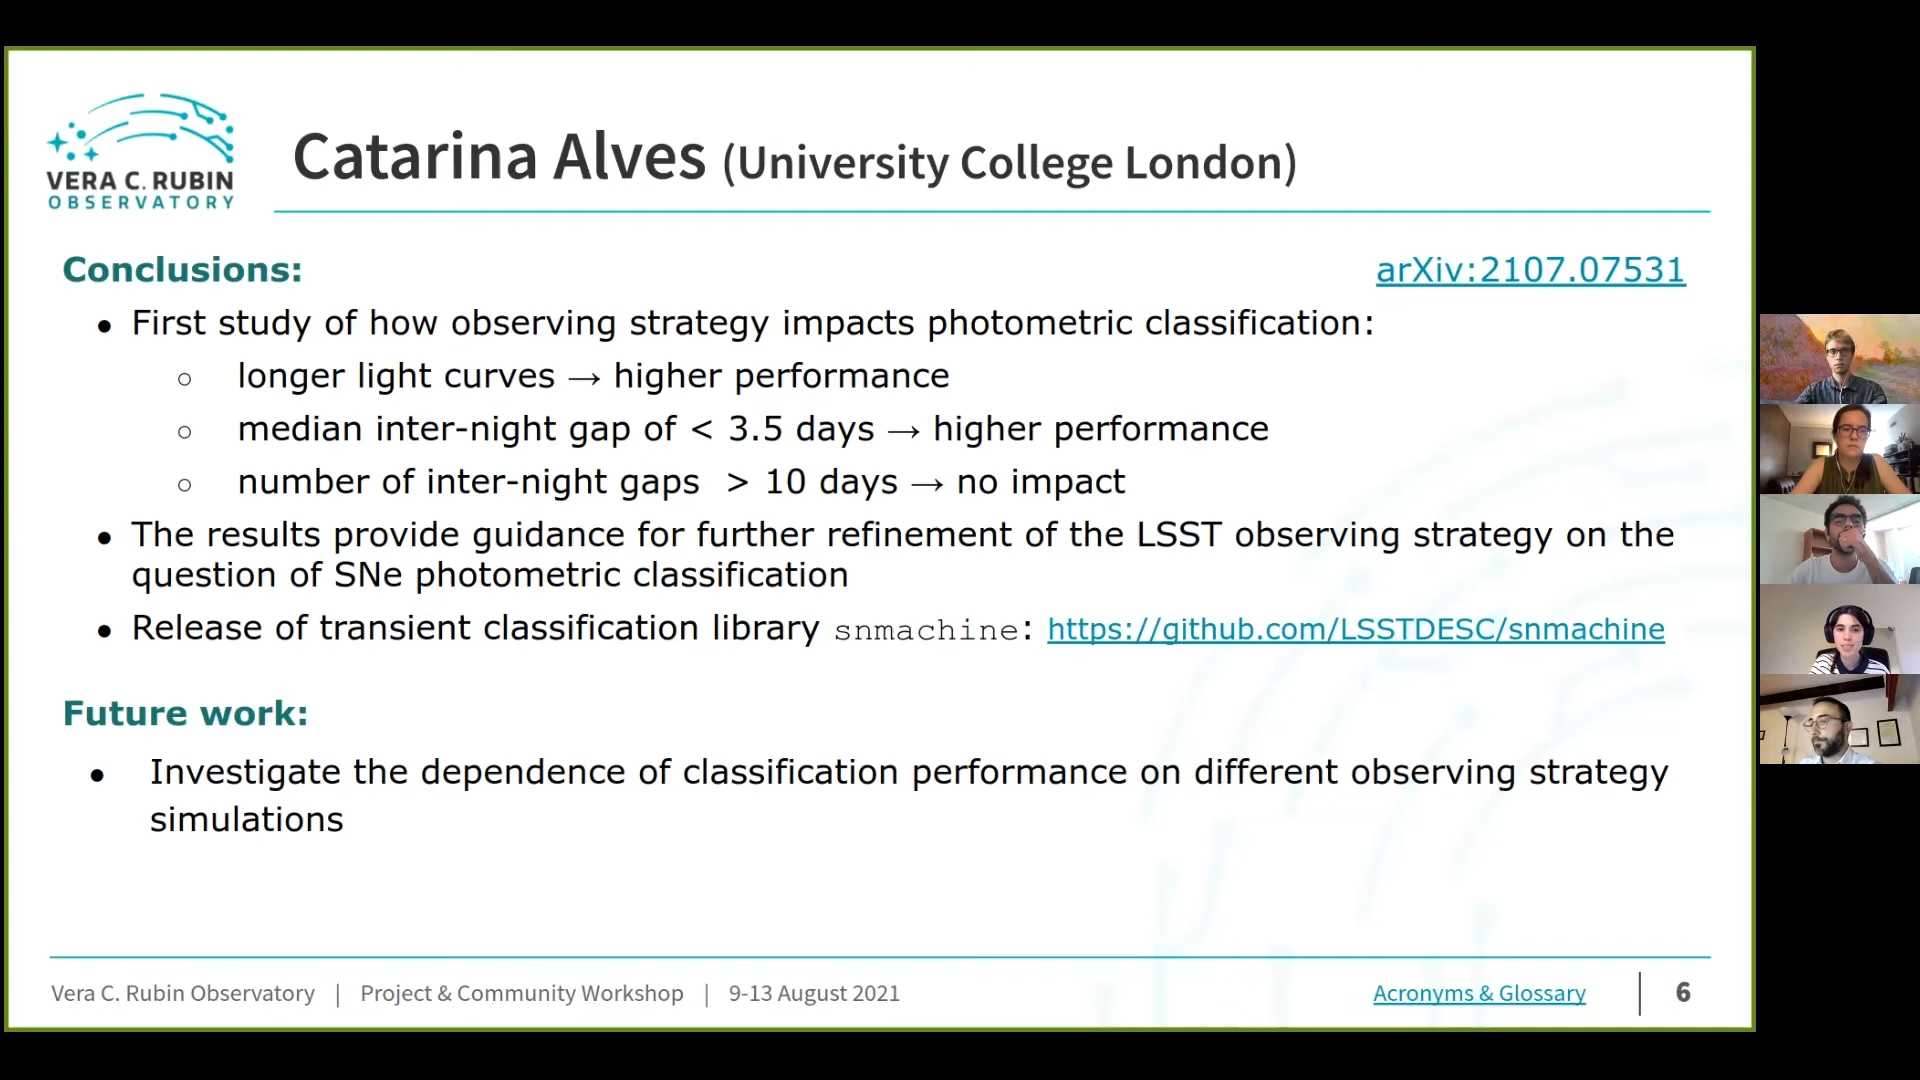 VERA C. RUBIN
OBSERVATORY
Catarina Alves (University College London)
Conclusions:
arXiv:2107.07531
● First study of how observing strategy impacts photometric classification:
○ longer light curves → higher performance
○ median inter-night gap of < 3.5 days → higher performance
○ number of inter-night gaps > 10 days → no impact
● The results provide guidance for further refinement of the LSST observing strategy on the
question of SNe photometric classification
● Release of transient classification library snmachine: https://github.com/LSSTDESC/snmachine
Future work:
● Investigate the dependence of classification performance on different observing strategy
simulations
Vera C. Rubin Observatory | Project & Community Workshop | 9-13 August 2021
Acronyms & Glossary | 6